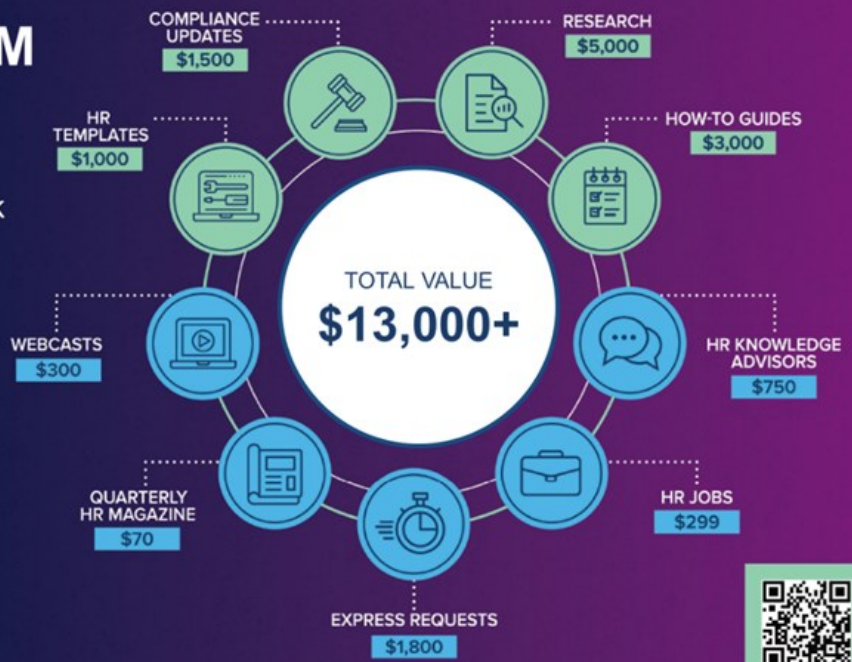 M
K
COMPLIANCE
UPDATES
$1,500
RESEARCH
$5,000
HR
TEMPLATES
$1,000
HOW-TO GUIDES
$3,000
TOTAL VALUE
$13,000+
WEBCASTS
$300
HR KNOWLEDGE
ADVISORS
$750
QUARTERLY
HR MAGAZINE
$70
HR JOBS
$299
EXPRESS REQUESTS
$1,800